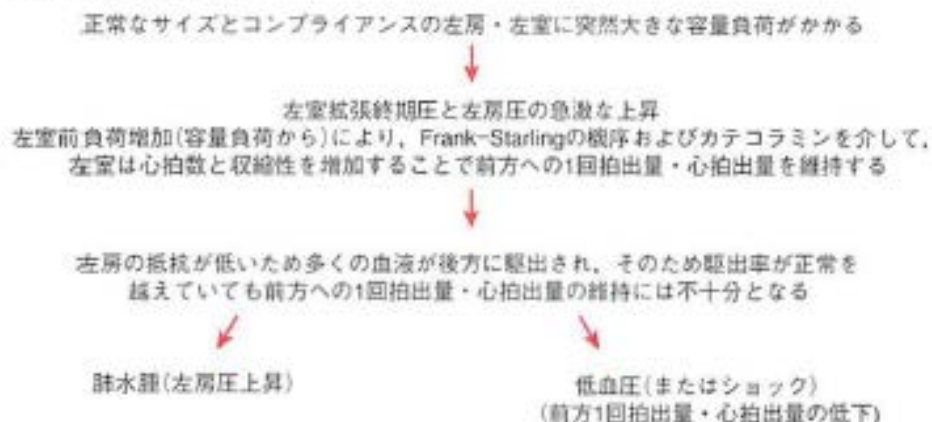 正常なサイズとコンプライアンスの左房・左室に突然大きな容量負荷がかかる
左室拡張終期圧と左房圧の急激な上昇
左室前負荷増加(容量負荷から)により，Frank-Starlingの機序およびカテコラミンを介して，
左室は心拍数と収縮性を増加することで前方への1回拍出量・心拍出量を維持する
左房の抵抗が低いため多くの血液が後方に駆出され，そのため駆出率が正常を
越えていても前方への1回拍出量・心拍出量の維持には不十分となる
肺水腫(左房圧上昇)
低血圧(またはショック)
(前方1回拍出量・心拍出量の低下)